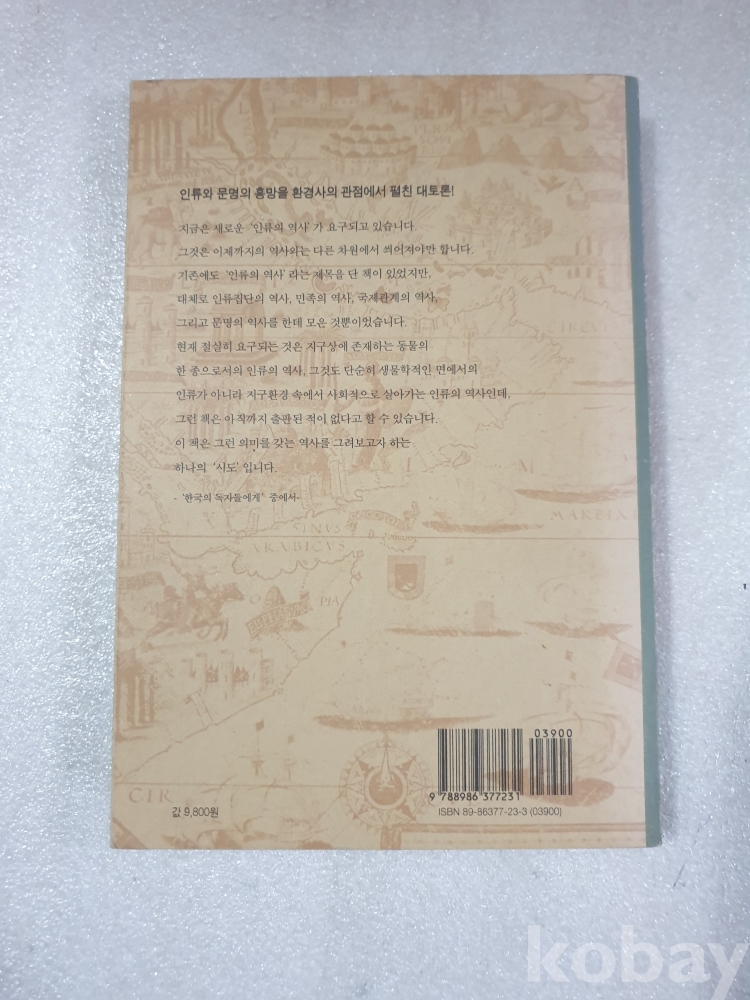 인류와 문명의 흥망을 환경사의 관점에서 펼친 대토론!
지금은 새로운 '인류의 역사'가 요구되고 있습니다.
그것은 이제까지의 역사와는 다른 차원에서 씌어져야만 합니다.
기존에도 '인류의 역사'라는 제목을 단 책이 있었지만,
대체로 인류집단의 역사, 민족의 역사, 국제관계의 역사,
그리고 문명의 역사를 한데 모은 것뿐이었습니다.
현재 절실히 요구되는 것은 지구상에 존재하는 동물의
한 종으로서의 인류의 역사, 그것도 단순히 생물학적인 면에서의
인류가 아니라 지구환경 속에서 사회적으로 살아가는 인류의 역사인데,
그런 책은 아직까지 출판된 적이 없다고 할 수 있습니다.
이 책은 그런 의미를 갖는 역사를 그려보고자 하는
하나의 '시도'입니다.
- '한국의 독자들에게' 중에서-
PER
CIRCVI
M
MAKEIA
SINVS
ARABICVS
O
PIA
CIR
03900
9 788986 377231
값 9,800원
ISBN 89-86377-23-3 (03900)
kobay